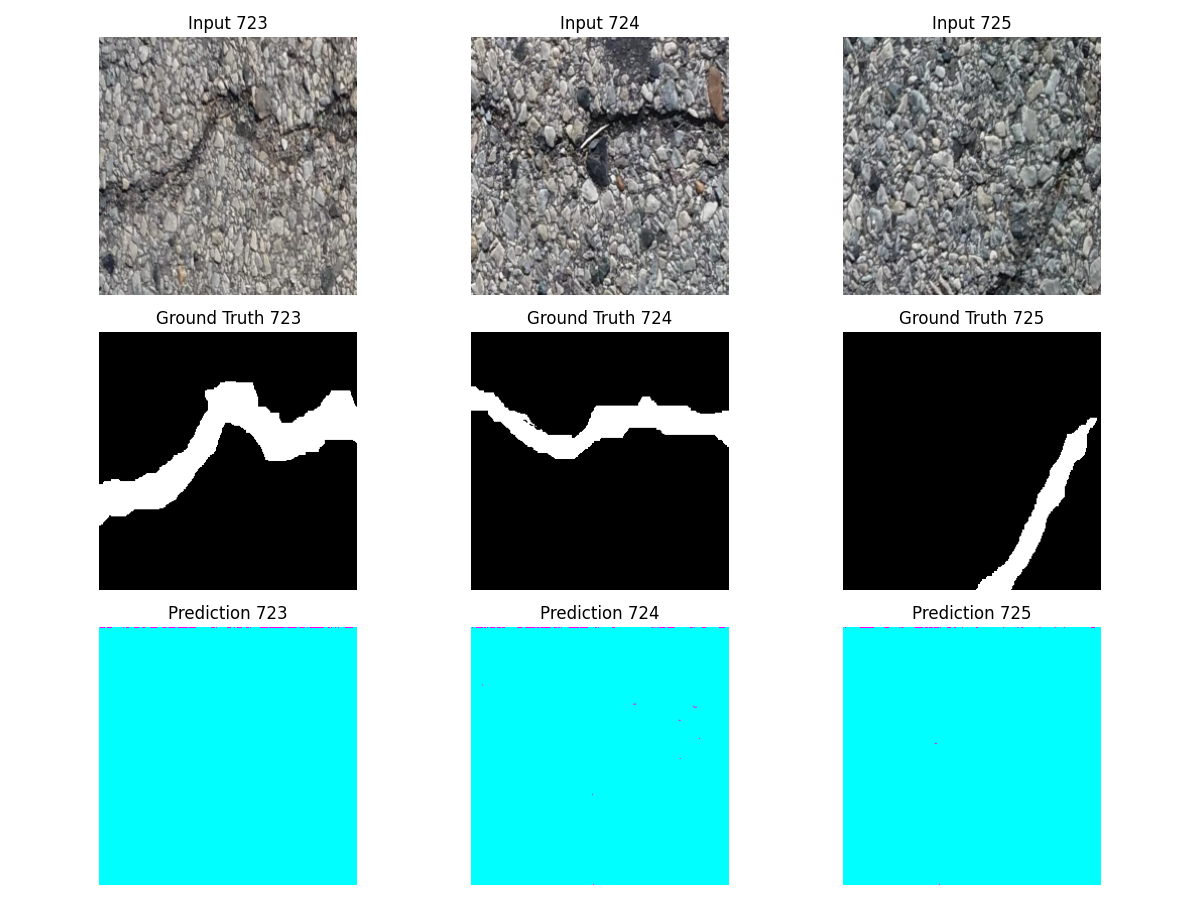 Input 723
Input 724
Input 725
Ground Truth 723
Ground Truth 724
Ground Truth 725
Prediction 723
Prediction 724
Prediction 725